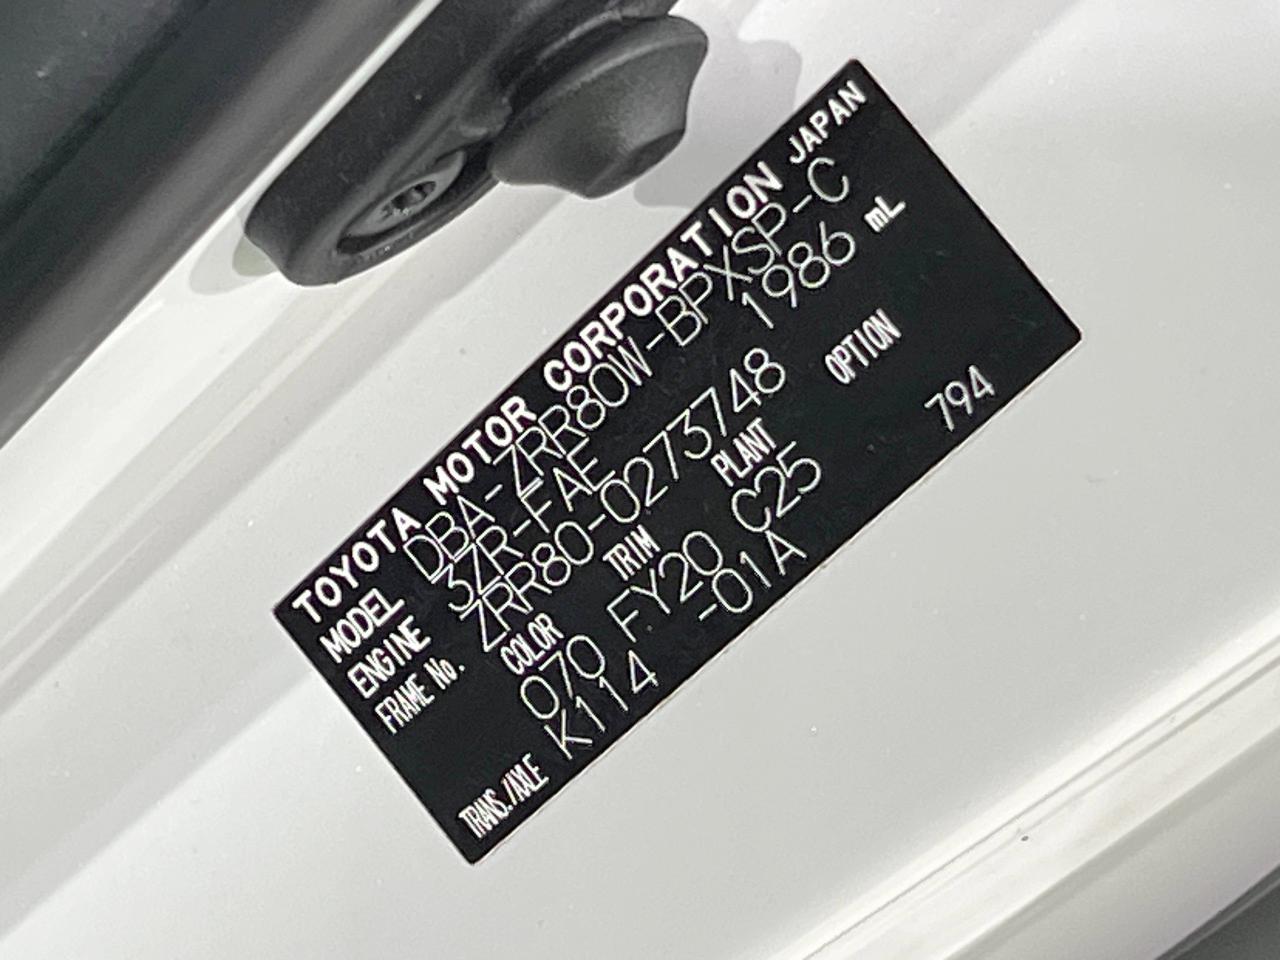 TOYOTA MOTOR CORPORATION JAPAN
MODEL DBA-ZRR80W-BPXSP-C
ENGINE 3ZR-FAE 1986 mL
FRAME No. ZRR80-0273748
COLOR TRIM PLANT OPTION
070 FY20 C25 794
TRANS./AXLE K114 -01A